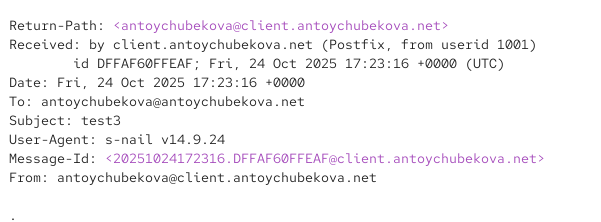 Return-Path: <antoychubekova@client.antoychubekova.net>
Received: by client.antoychubekova.net (Postfix, from userid 1001)
id DFFAF60FFEAF; Fri, 24 Oct 2025 17:23:16 +0000 (UTC)
Date: Fri, 24 Oct 2025 17:23:16 +0000
To: antoychubekova@antoychubekova.net
Subject: test3
User-Agent: s-nail v14.9.24
Message-Id: <20251024172316.DFFAF60FFEAF@client.antoychubekova.net>
From: antoychubekova@client.antoychubekova.net
.